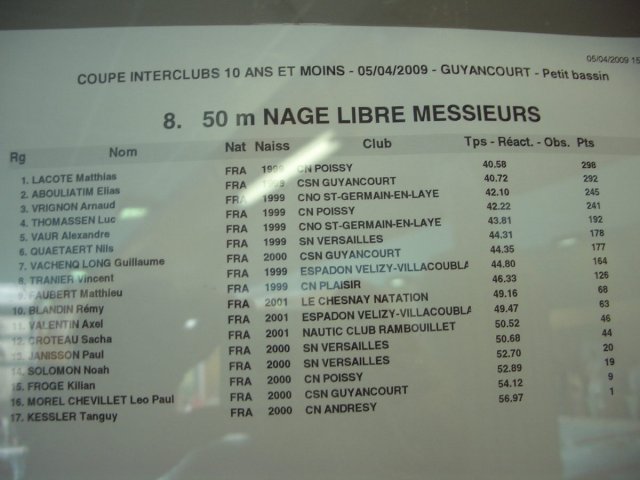 05/04/2009 15
COUPE INTERCLUBS 10 ANS ET MOINS - 05/04/2009 - GUYANCOURT - Petit bassin
8. 50 m NAGE LIBRE MESSIEURS
Rg Nom Nat Naiss Club Tps - Réact. - Obs. Pts
1. LACOTE Matthias FRA 1999 CN POISSY 40.58 298
2. ABOULIATIM Elias FRA 1999 CSN GUYANCOURT 40.72 292
3. VRIGNON Arnaud FRA 1999 CNO ST-GERMAIN-EN-LAYE 42.10 245
4. THOMASSEN Luc FRA 1999 CN POISSY 42.22 241
5. VAUR Alexandre FRA 1999 CNO ST-GERMAIN-EN-LAYE 43.81 192
6. QUAETAERT Nils FRA 1999 SN VERSAILLES 44.31 178
7. VACHENQ LONG Guillaume FRA 2000 CSN GUYANCOURT 44.35 177
8. TRANIER Vincent FRA 1999 ESPADON VELIZY-VILLACOUBLA 44.80 164
9. FAUBERT Matthieu FRA 1999 CN PLAISIR 46.33 126
10. BLANDIN Rémy FRA 2001 LE CHESNAY NATATION 49.16 68
11. VALENTIN Axel FRA 2001 ESPADON VELIZY-VILLACOUBLA 49.47 63
12. CROTEAU Sacha FRA 2001 NAUTIC CLUB RAMBOUILLET 50.52 46
13. JANISSON Paul FRA 2000 SN VERSAILLES 50.68 44
14. SOLOMON Noah FRA 2000 SN VERSAILLES 52.70 20
15. FROGE Kilian FRA 2000 CN POISSY 52.89 19
16. MOREL CHEVILLET Leo Paul FRA 2000 CSN GUYANCOURT 54.12 9
17. KESSLER Tanguy FRA 2000 CN ANDRESY 56.97 1